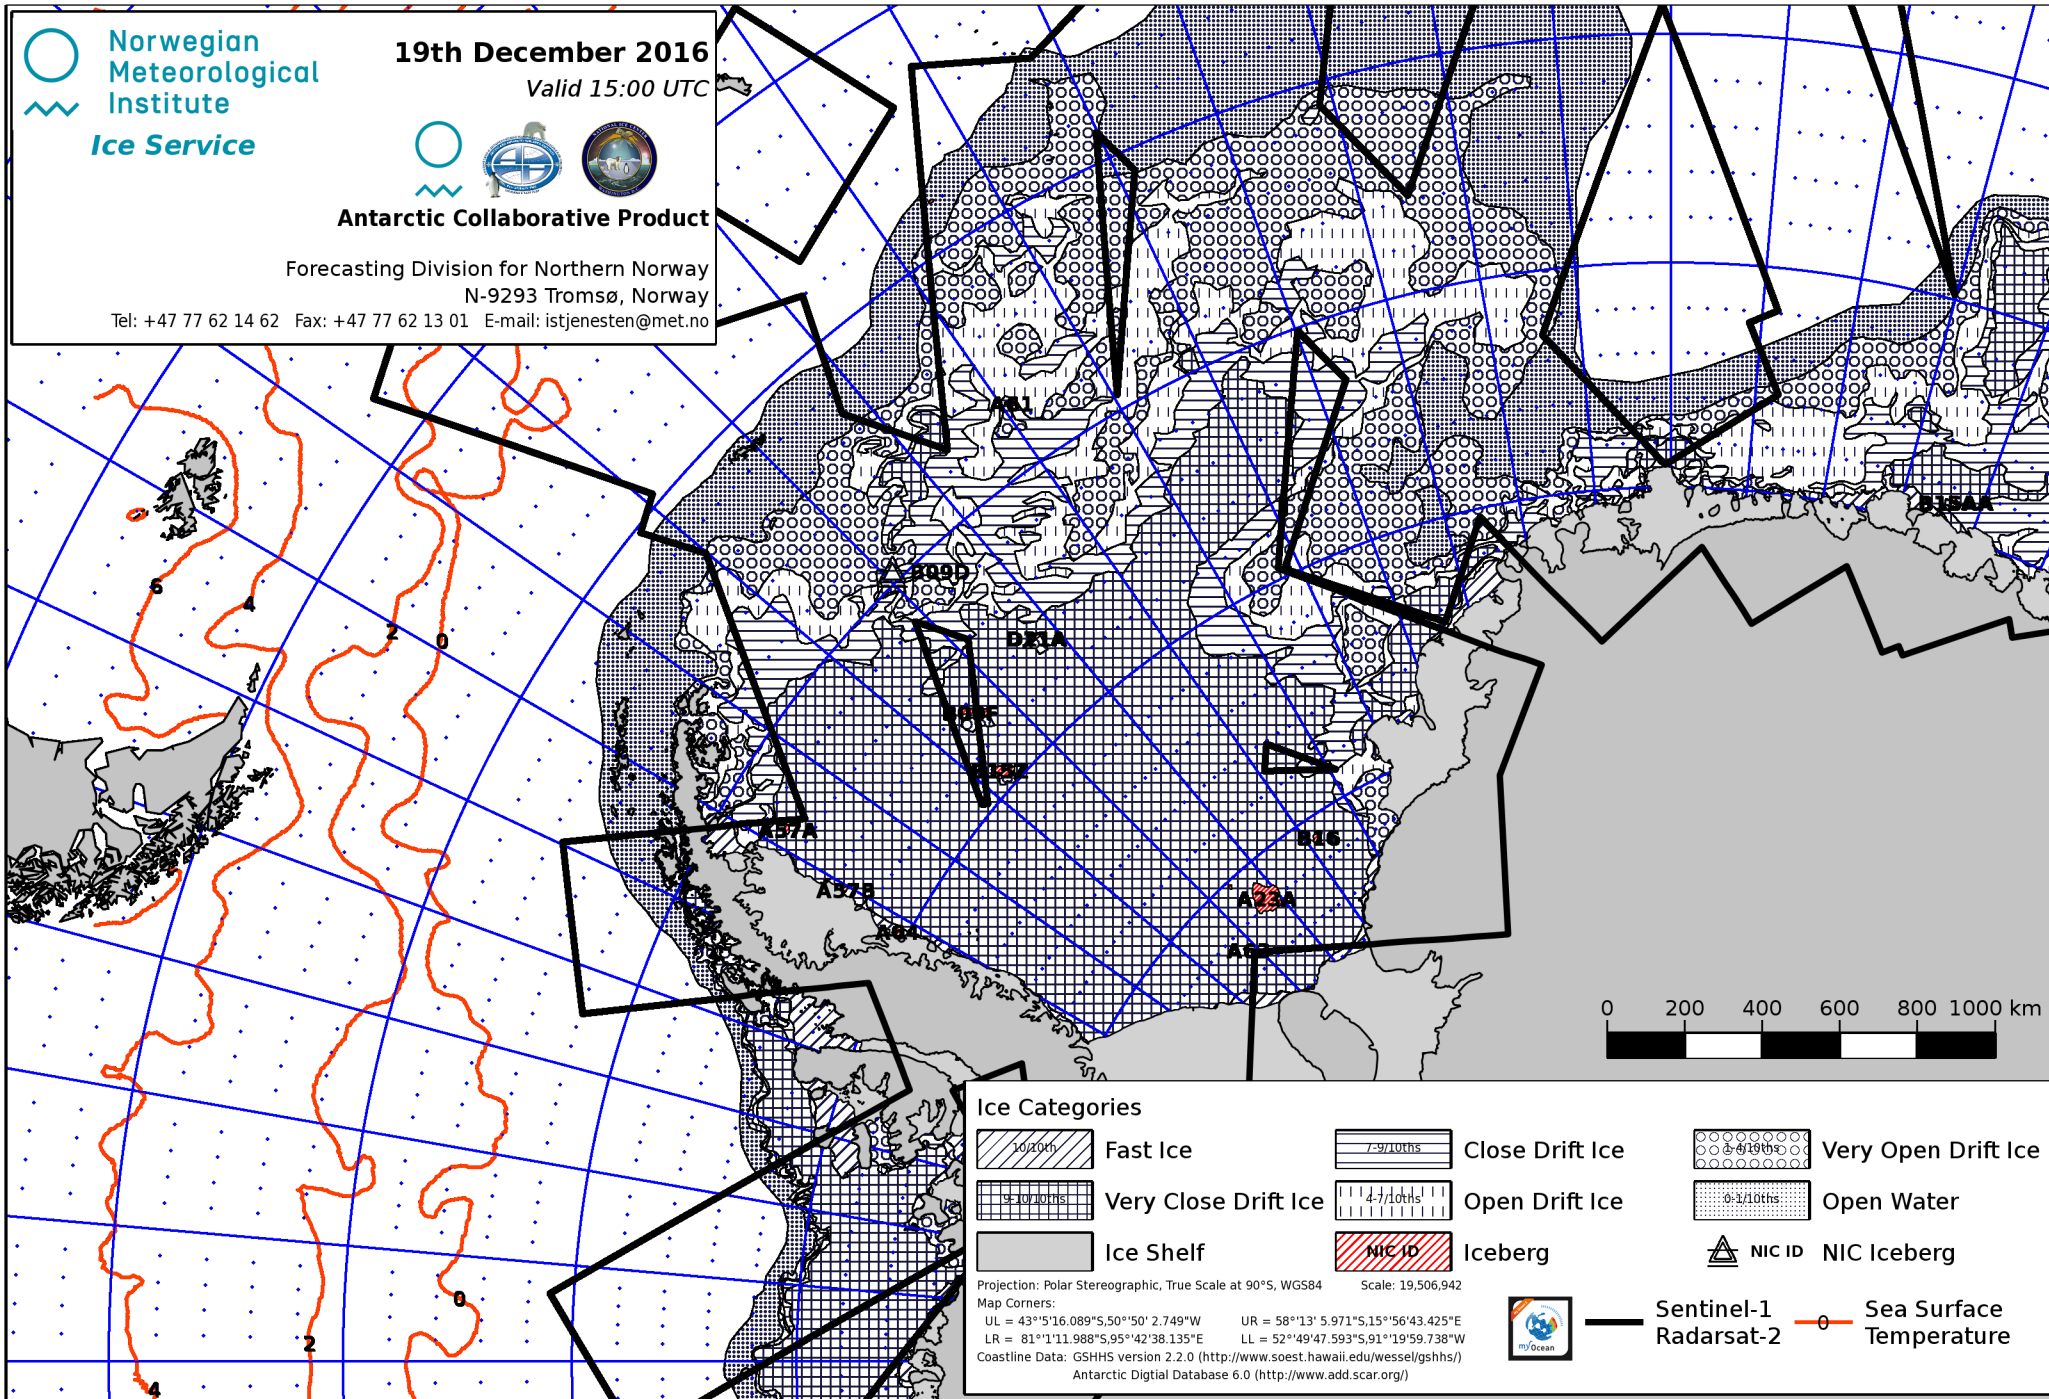 Norwegian
Meteorological
Institute
Ice Service
19th December 2016
Valid 15:00 UTC
Antarctic Collaborative Product
Forecasting Division for Northern Norway
N-9293 Tromsø, Norway
Tel: +47 77 62 14 62 Fax: +47 77 62 13 01 E-mail: istjenesten@met.no
A61
B15AA
B09D
6
4
2
0
D21A
B09F
B15Z
A57A
B16
A57B
A23A
A64
A63
0 200 400 600 800 1000 km
Ice Categories
10/10th Fast Ice
7-9/10ths Close Drift Ice
1-4/10ths Very Open Drift Ice
9-10/10ths Very Close Drift Ice
4-7/10ths Open Drift Ice
0-1/10ths Open Water
Ice Shelf
NIC ID Iceberg
NIC ID NIC Iceberg
Projection: Polar Stereographic, True Scale at 90°S, WGS84 Scale: 19,506,942
Map Corners:
UL = 43°'5'16.089"S,50°'50' 2.749"W UR = 58°'13' 5.971"S,15°'56'43.425"E
LR = 81°'1'11.988"S,95°'42'38.135"E LL = 52°'49'47.593"S,91°'19'59.738"W
Coastline Data: GSHHS version 2.2.0 (http://www.soest.hawaii.edu/wessel/gshhs/)
Antarctic Digtial Database 6.0 (http://www.add.scar.org/)
myOcean
Sentinel-1
Radarsat-2
0
Sea Surface
Temperature
0
2
4